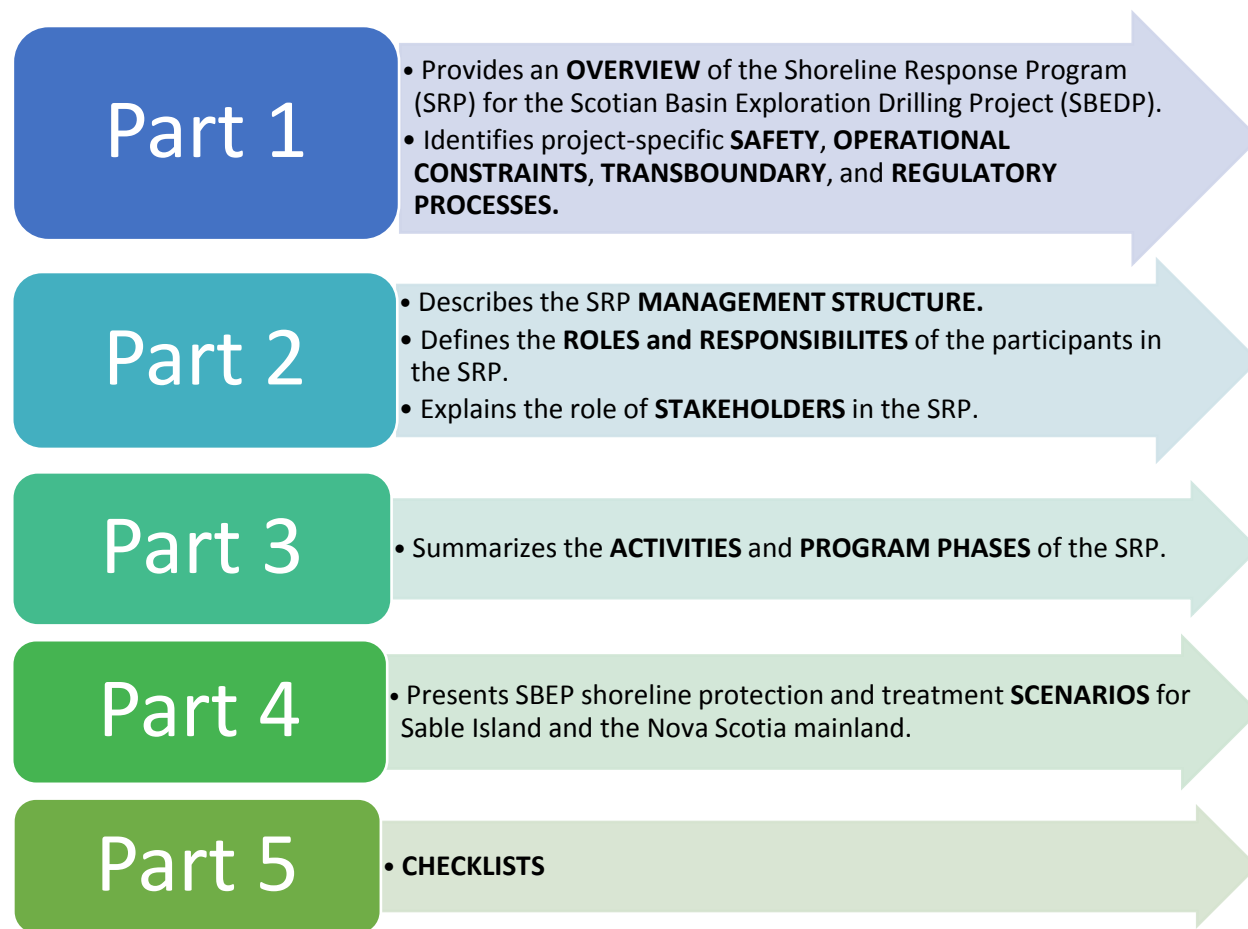 Part 1
• Provides an OVERVIEW of the Shoreline Response Program
(SRP) for the Scotian Basin Exploration Drilling Project (SBEDP).
• Identifies project-specific SAFETY, OPERATIONAL
CONSTRAINTS, TRANSBOUNDARY, and REGULATORY
PROCESSES.
Part 2
• Describes the SRP MANAGEMENT STRUCTURE.
• Defines the ROLES and RESPONSIBILITES of the participants in
the SRP.
• Explains the role of STAKEHOLDERS in the SRP.
Part 3
• Summarizes the ACTIVITIES and PROGRAM PHASES of the SRP.
Part 4
• Presents SBEP shoreline protection and treatment SCENARIOS for
Sable Island and the Nova Scotia mainland.
Part 5
• CHECKLISTS